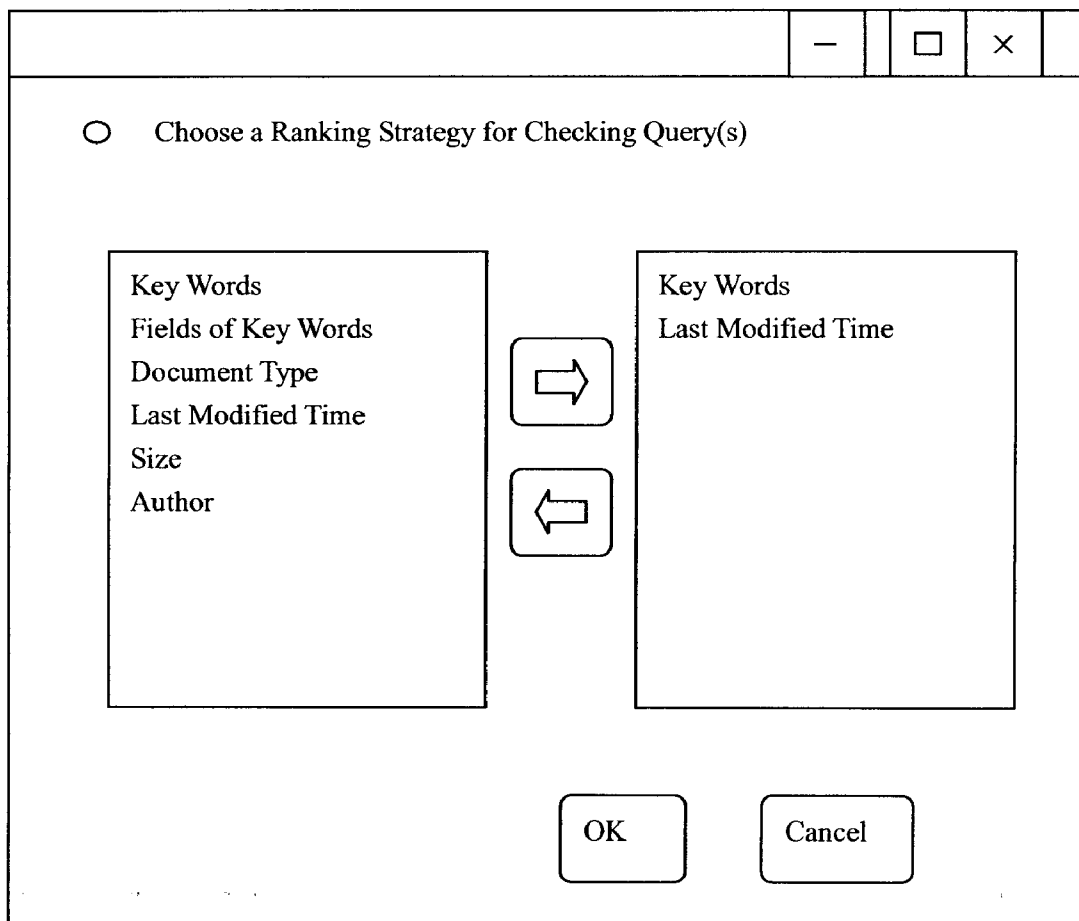 Choose a Ranking Strategy for Checking Query(s)
Key Words
Fields of Key Words
Document Type
Last Modified Time
Size
Author
Key Words
Last Modified Time
OK
Cancel